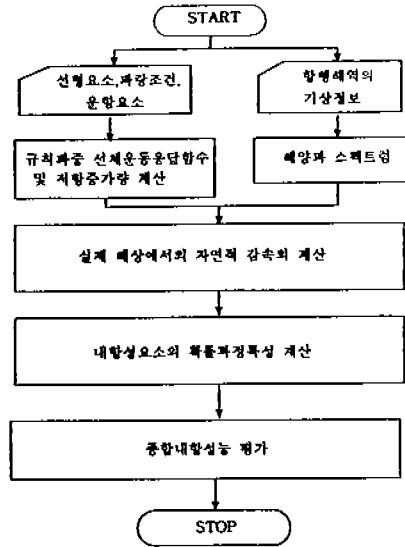 START
선형요소,파랑조건,
운항요소
항행해역의
기상정보
규칙파중 선체운동응답함수
및 저항증가량 계산
해양파 스펙트럼
실제 해상에서의 자연적 감속의 계산
내항성요소의 확률과정특성 계산
종합내항성능 평가
STOP